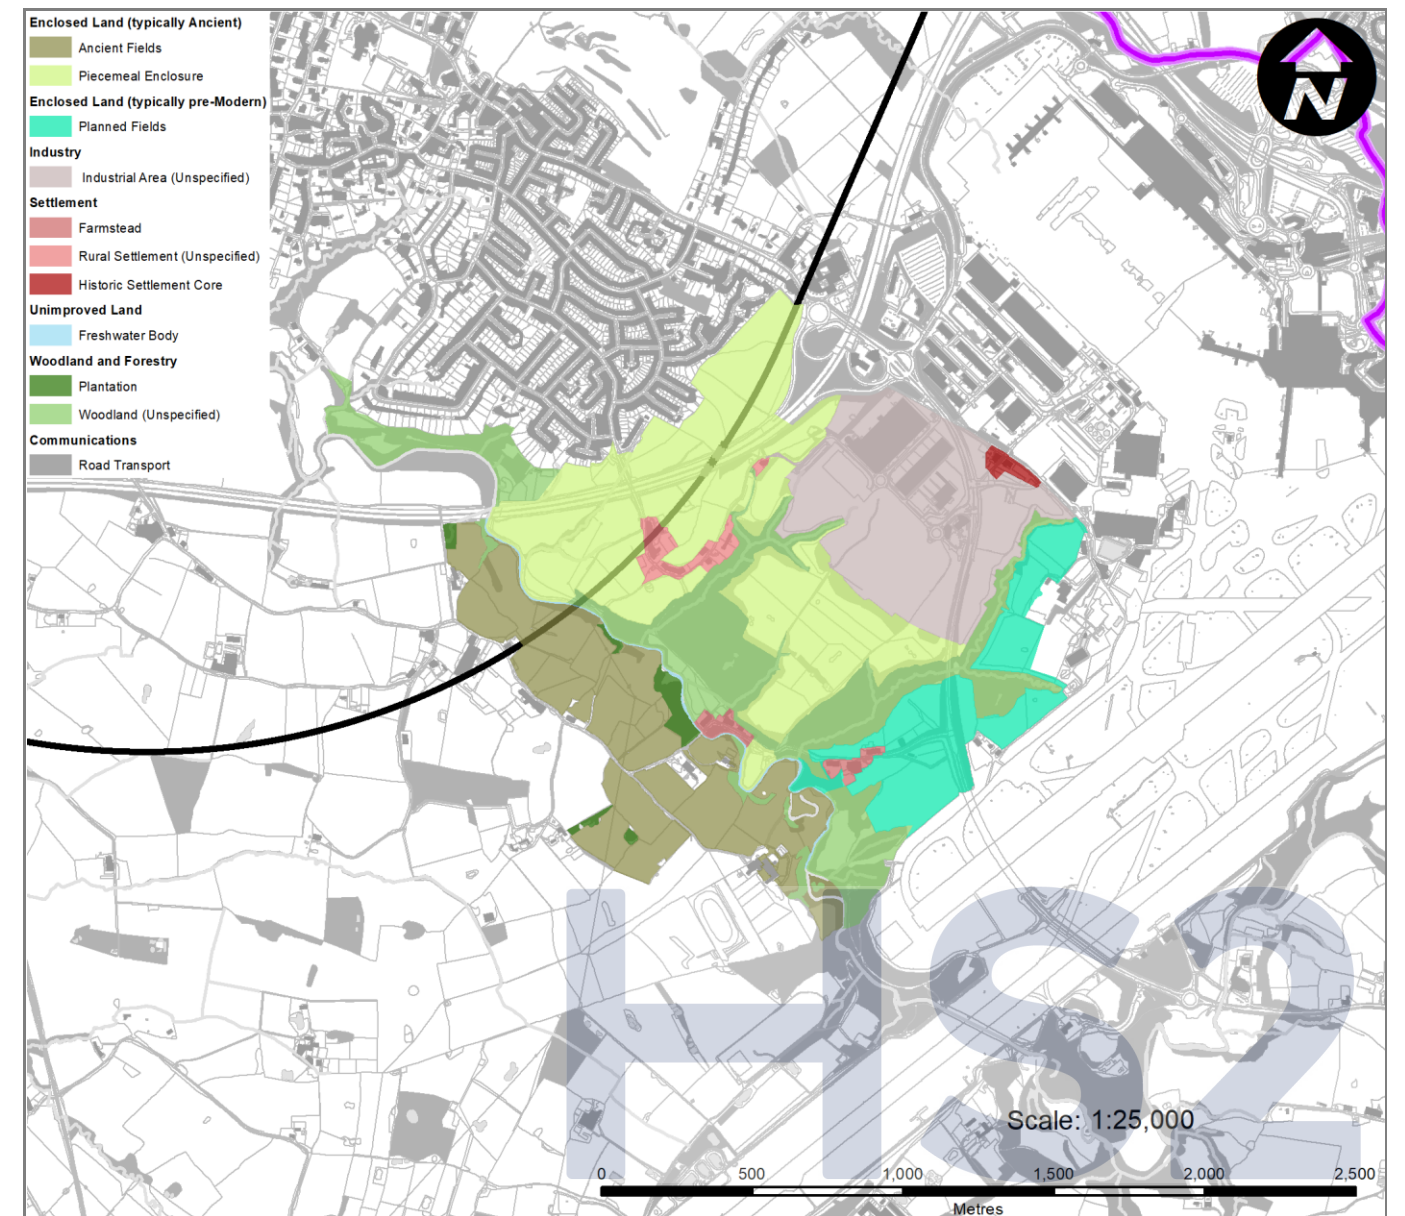 Enclosed Land (typically Ancient)
Ancient Fields
Piecemeal Enclosure
Enclosed Land (typically pre-Modern)
Planned Fields
Industry
Industrial Area (Unspecified)
Settlement
Farmstead
Rural Settlement (Unspecified)
Historic Settlement Core
Unimproved Land
Freshwater Body
Woodland and Forestry
Plantation
Woodland (Unspecified)
Communications
Road Transport
N
HS2
Scale: 1:25,000
0 500 1,000 1,500 2,000 2,500
Metres